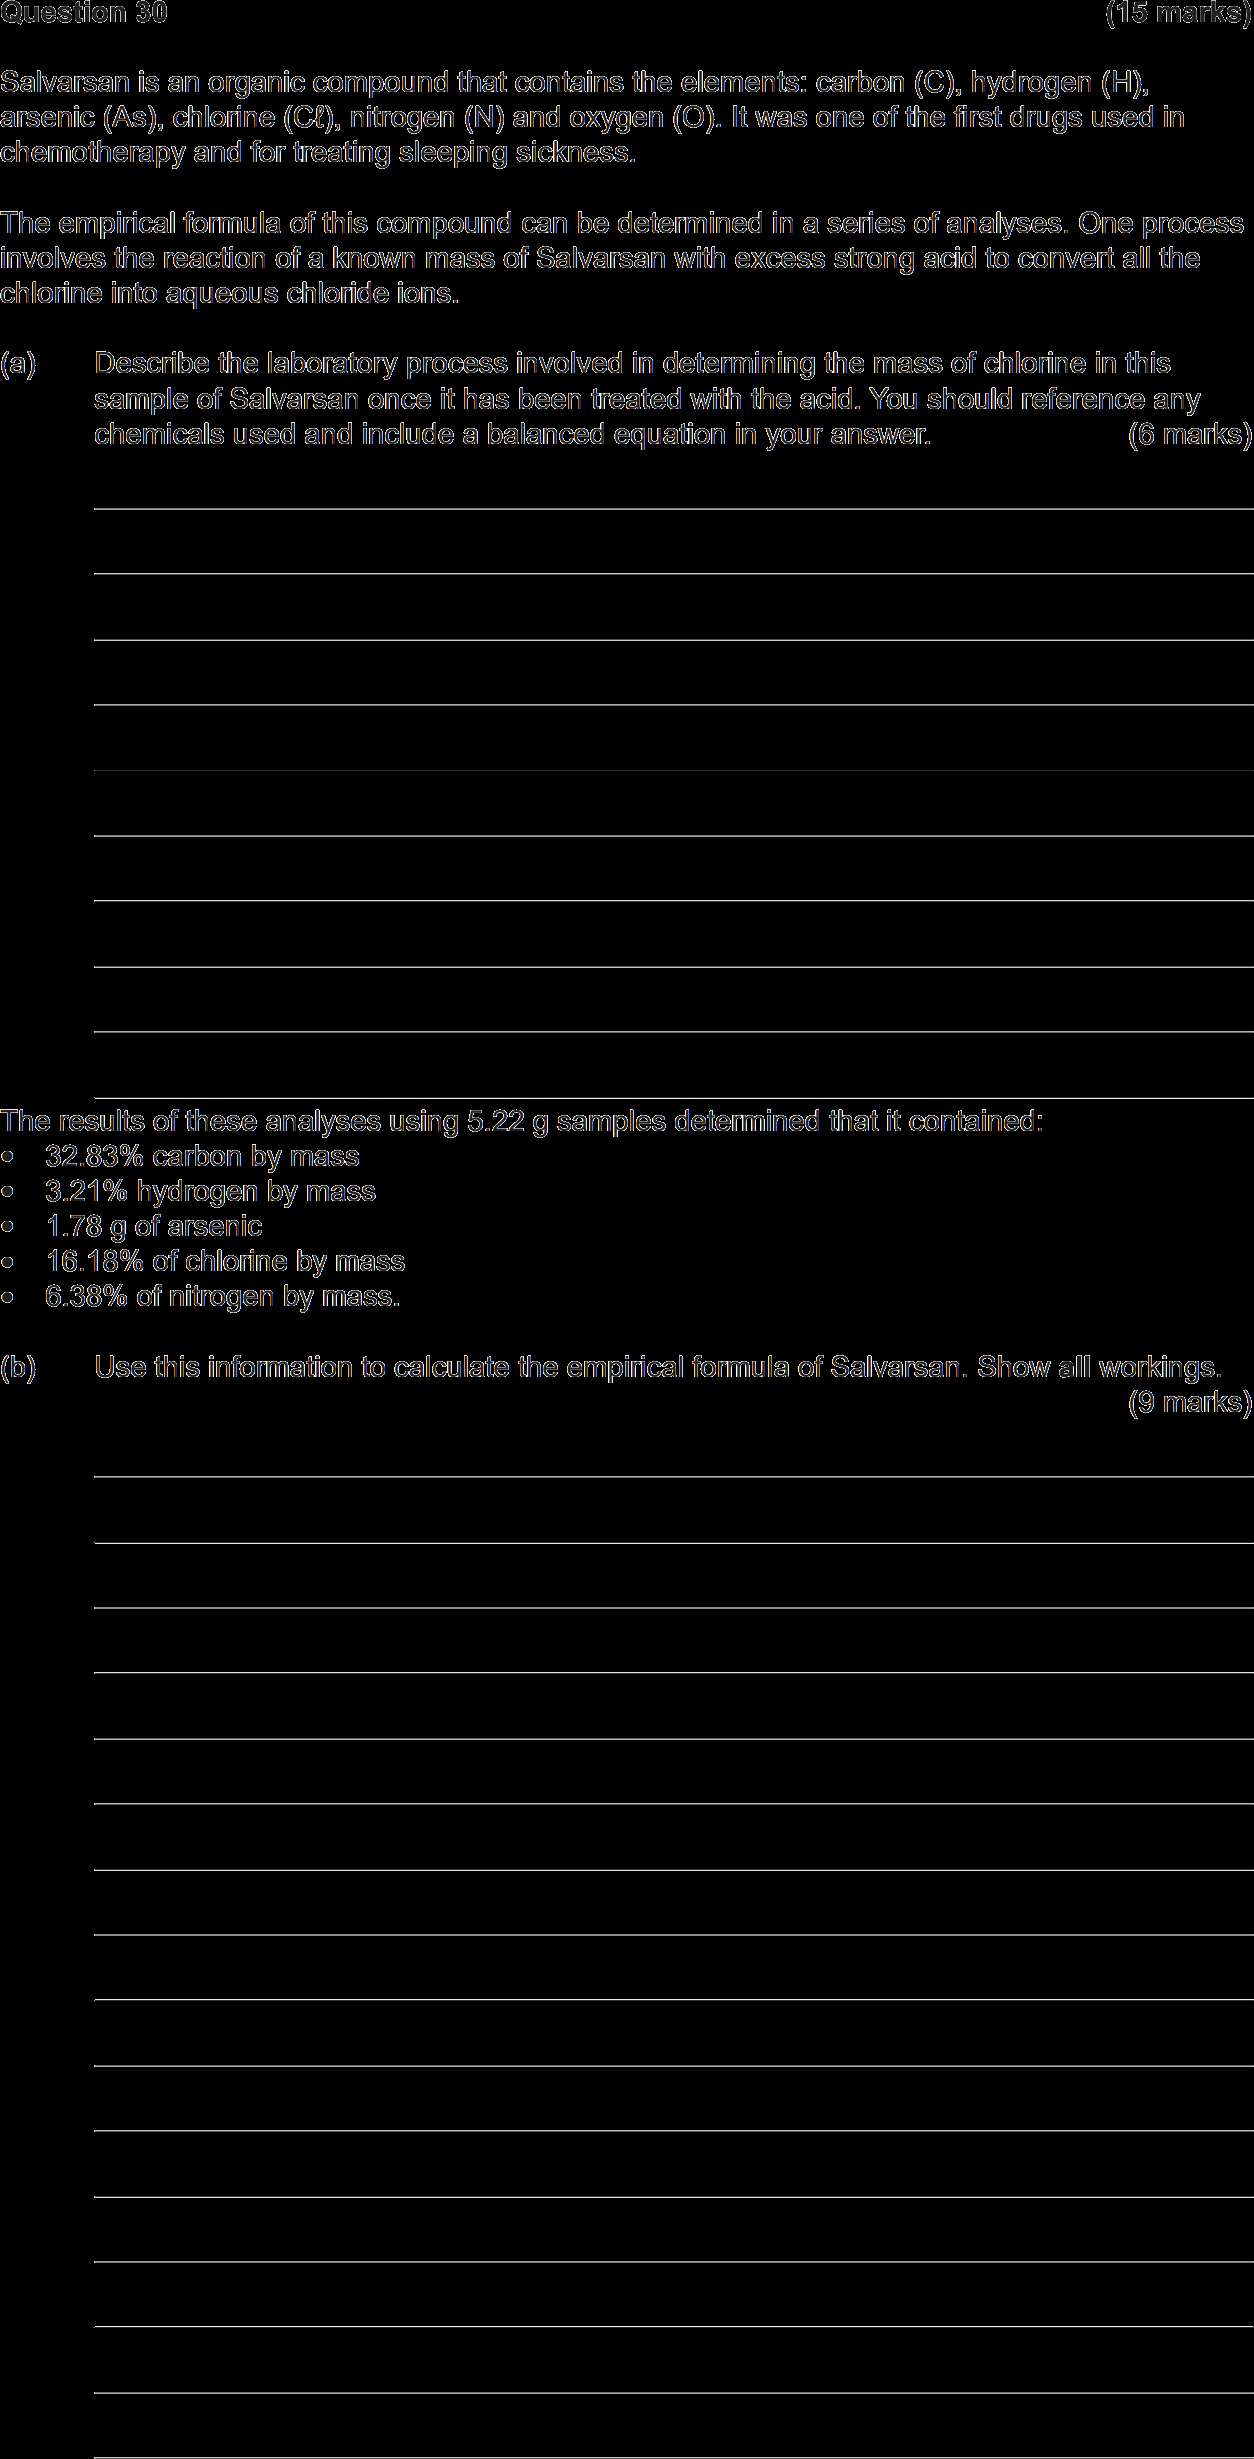 Question 30 (15 marks)
Salvarsan is an organic compound that contains the elements: carbon (C), hydrogen (H),
arsenic (As), chlorine (Cℓ), nitrogen (N) and oxygen (O). It was one of the first drugs used in
chemotherapy and for treating sleeping sickness.
The empirical formula of this compound can be determined in a series of analyses. One process
involves the reaction of a known mass of Salvarsan with excess strong acid to convert all the
chlorine into aqueous chloride ions.
(a) Describe the laboratory process involved in determining the mass of chlorine in this
sample of Salvarsan once it has been treated with the acid. You should reference any
chemicals used and include a balanced equation in your answer. (6 marks)
The results of these analyses using 5.22 g samples determined that it contained:
• 32.83% carbon by mass
• 3.21% hydrogen by mass
• 1.78 g of arsenic
• 16.18% of chlorine by mass
• 6.38% of nitrogen by mass.
(b) Use this information to calculate the empirical formula of Salvarsan. Show all workings.
(9 marks)